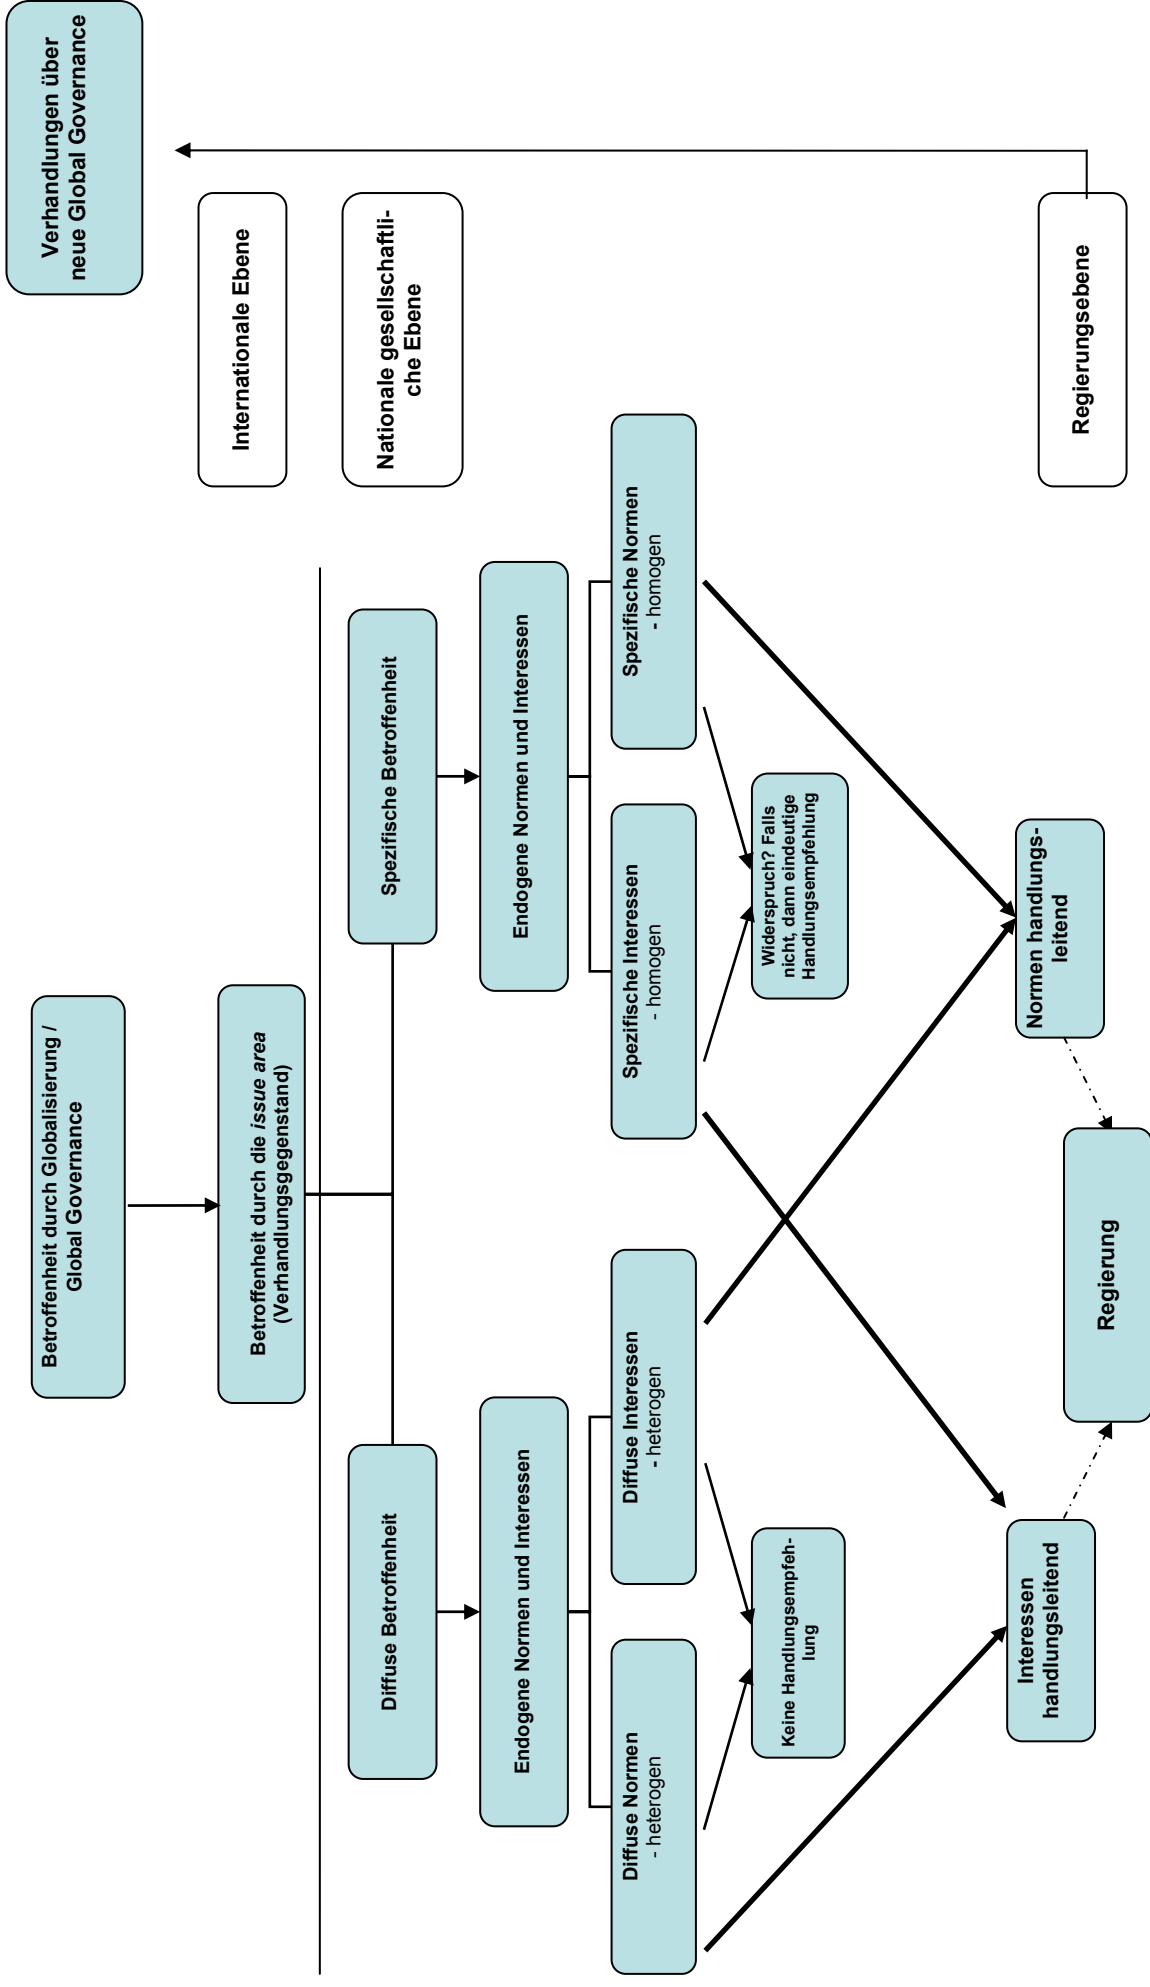 Verhandlungen über
neue Global Governance
Betroffenheit durch Globalisierung /
Global Governance
Internationale Ebene
Betroffenheit durch die issue area
(Verhandlungsgegenstand)
Nationale gesellschaftli-
che Ebene
Diffuse Betroffenheit
Spezifische Betroffenheit
Endogene Normen und Interessen
Endogene Normen und Interessen
Diffuse Normen
- heterogen
Diffuse Interessen
- heterogen
Spezifische Interessen
- homogen
Spezifische Normen
- homogen
Keine Handlungsempfeh-
lung
Widerspruch? Falls
nicht, dann eindeutige
Handlungsempfehlung
Interessen
handlungsleitend
Normen handlungs-
leitend
Regierung
Regierungsebene